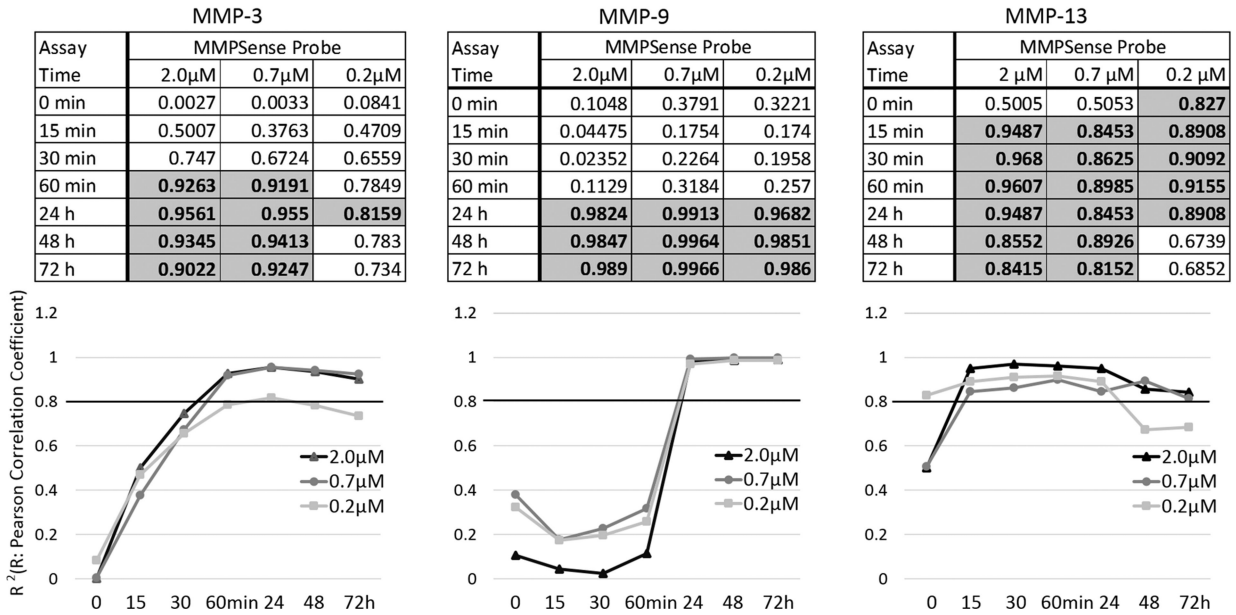 MMP-3
Assay Time MMPSense Probe
2.0µM 0.7µM 0.2µM
0 min 0.0027 0.0033 0.0841
15 min 0.5007 0.3763 0.4709
30 min 0.747 0.6724 0.6559
60 min 0.9263 0.9191 0.7849
24 h 0.9561 0.955 0.8159
48 h 0.9345 0.9413 0.783
72 h 0.9022 0.9247 0.734
MMP-9
Assay Time MMPSense Probe
2.0µM 0.7µM 0.2µM
0 min 0.1048 0.3791 0.3221
15 min 0.04475 0.1754 0.174
30 min 0.02352 0.2264 0.1958
60 min 0.1129 0.3184 0.257
24 h 0.9824 0.9913 0.9682
48 h 0.9847 0.9964 0.9851
72 h 0.989 0.9966 0.986
MMP-13
Assay Time MMPSense Probe
2 µM 0.7 µM 0.2 µM
0 min 0.5005 0.5053 0.827
15 min 0.9487 0.8453 0.8908
30 min 0.968 0.8625 0.9092
60 min 0.9607 0.8985 0.9155
24 h 0.9487 0.8453 0.8908
48 h 0.8552 0.8926 0.6739
72 h 0.8415 0.8152 0.6852
R ²(R: Pearson Correlation Coefficient)
1.2
1
0.8
0.6
0.4
0.2
0
2.0µM
0.7µM
0.2µM
0 15 30 60min 24 48 72h
1.2
1
0.8
0.6
0.4
0.2
0
2.0µM
0.7µM
0.2µM
0 15 30 60min 24 48 72h
1.2
1
0.8
0.6
0.4
0.2
0
2.0µM
0.7µM
0.2µM
0 15 30 60min 24 48 72h